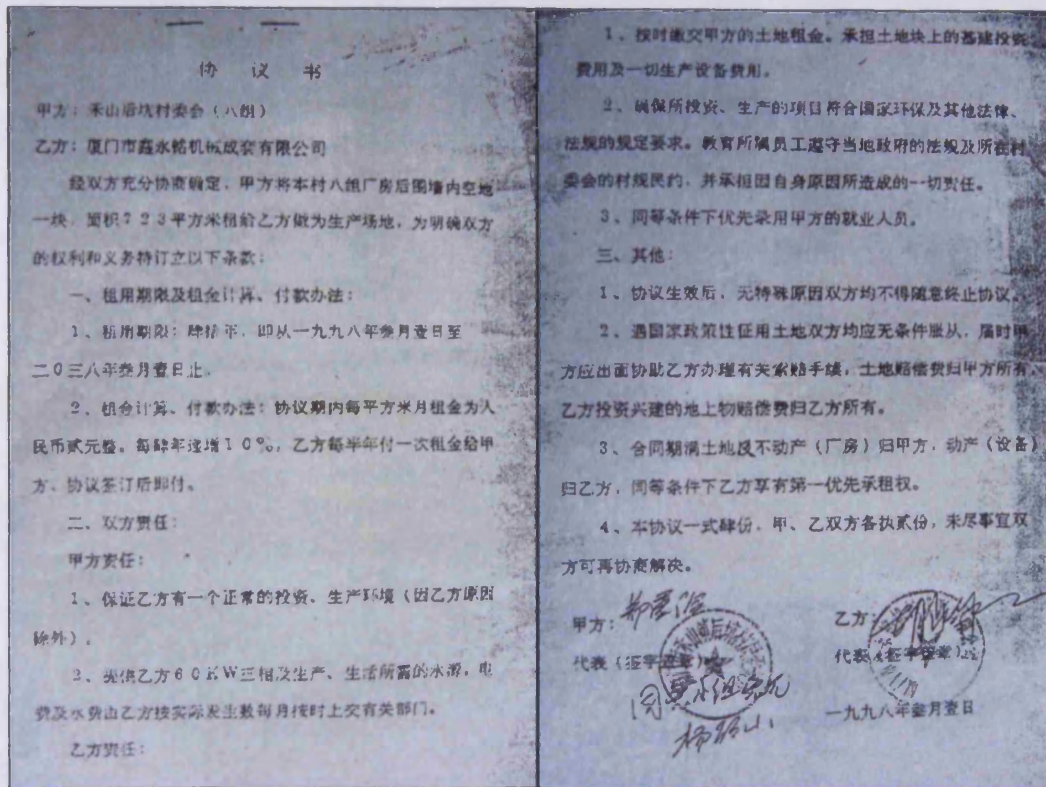 协 议 书
甲方：禾山后坑村委会（八组）
乙方：厦门市鑫永铭机械成套有限公司
经双方充分协商确定，甲方将本村八组厂房后围墙内空地
一块，面积７２３平方米租给乙方做为生产场地，为明确双方
的权利和义务特订立以下条款：
一、租用期限及租金计算、付款办法：
1、租用期限：肆拾年，即从一九九八年叁月壹日至
二０三八年叁月壹日止。
2、租金计算、付款办法：协议期内每平方米月租金为人
民币贰元整。每肆年递增１０％，乙方每半年付一次租金给甲
方，协议签订后即付。
二、双方责任：
甲方责任：
1、保证乙方有一个正常的投资、生产环境（因乙方原因
除外）。
2、提供乙方６０ＫＷ三相及生产、生活所需的水源，电
费及水费由乙方按实际发生数每月按时上交有关部门。
乙方责任：
1、按时缴交甲方的土地租金。承担土地块上的基建投资
费用及一切生产设备费用。
2、确保所投资、生产的项目符合国家环保及其他法律、
法规的规定要求。教育所属员工遵守当地政府的法规及所在村
委会的村规民约，并承担因自身原因所造成的一切责任。
3、同等条件下优先录用甲方的就业人员。
三、其他：
1、协议生效后，无特殊原因双方均不得随意终止协议。
2、遇国家政策性征用土地双方均应无条件服从，届时甲
方应出面协助乙方办理有关索赔手续，土地赔偿费归甲方所有，
乙方投资兴建的地上物赔偿费归乙方所有。
3、合同期满土地及不动产（厂房）归甲方，动产（设备）
归乙方，同等条件下乙方享有第一优先承租权。
4、本协议一式肆份，甲、乙双方各执贰份，未尽事宜双
方可再协商解决。
甲方：
乙方：
代表（签字盖章）
代表（签字盖章）
一九九八年叁月壹日